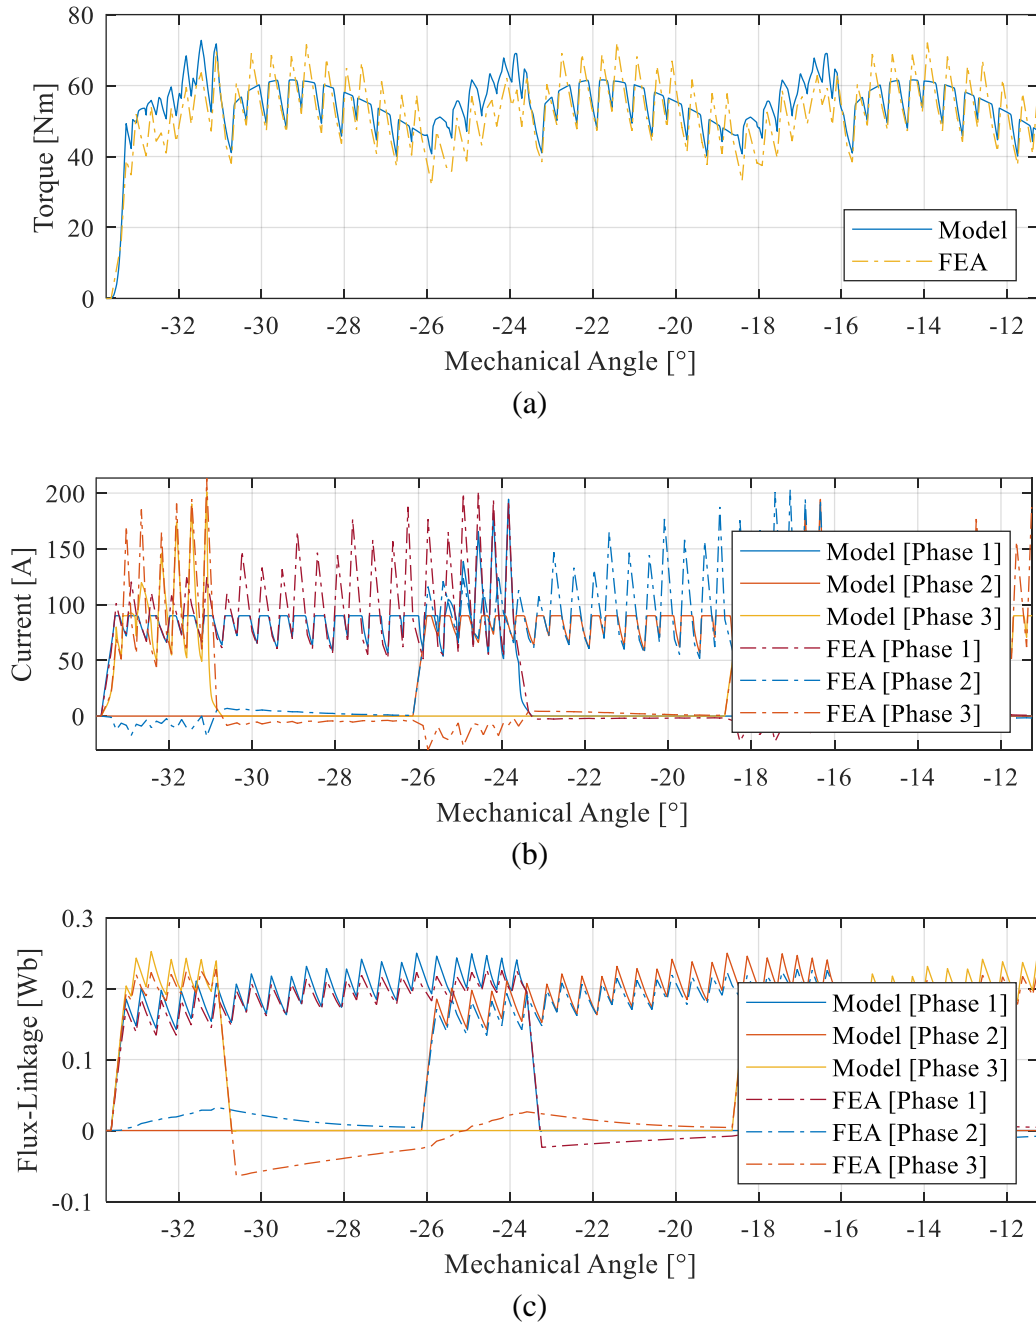 80
60
40
20
0
Torque [Nm]
Model
FEA
-32 -30 -28 -26 -24 -22 -20 -18 -16 -14 -12
Mechanical Angle [°]
(a)
200
150
100
50
0
Current [A]
Model [Phase 1]
Model [Phase 2]
Model [Phase 3]
FEA [Phase 1]
FEA [Phase 2]
FEA [Phase 3]
-32 -30 -28 -26 -24 -22 -20 -18 -16 -14 -12
Mechanical Angle [°]
(b)
0.3
0.2
0.1
0
-0.1
Flux-Linkage [Wb]
Model [Phase 1]
Model [Phase 2]
Model [Phase 3]
FEA [Phase 1]
FEA [Phase 2]
FEA [Phase 3]
-32 -30 -28 -26 -24 -22 -20 -18 -16 -14 -12
Mechanical Angle [°]
(c)